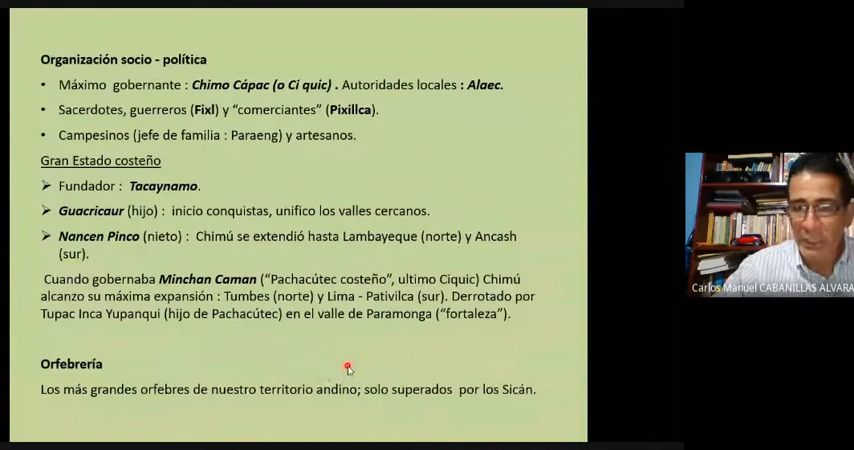 Organización socio - política
• Máximo gobernante : Chimo Cápac (o Ci quic) . Autoridades locales : Alaec.
• Sacerdotes, guerreros (Fixl) y “comerciantes” (Pixillca).
• Campesinos (jefe de familia : Paraeng) y artesanos.
Gran Estado costeño
➢ Fundador : Tacaynamo.
➢ Guacricaur (hijo) : inicio conquistas, unifico los valles cercanos.
➢ Nancen Pinco (nieto) : Chimú se extendió hasta Lambayeque (norte) y Ancash
(sur).
Cuando gobernaba Minchan Caman (“Pachacútec costeño”, ultimo Ciquic) Chimú
alcanzo su máxima expansión : Tumbes (norte) y Lima - Pativilca (sur). Derrotado por
Tupac Inca Yupanqui (hijo de Pachacútec) en el valle de Paramonga (“fortaleza”).
Orfebrería
Los más grandes orfebres de nuestro territorio andino; solo superados por los Sicán.
Carlos Manuel CABANILLAS ALVARA